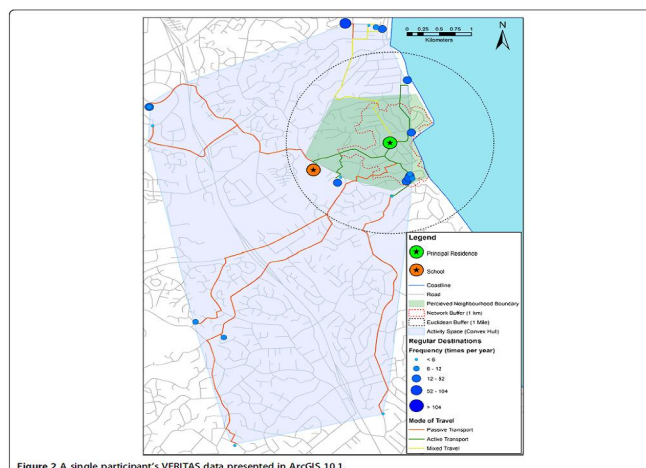 0 0.25 0.5 1
Kilometers
N
Legend
Principal Residence
School
Coastline
Road
Percieved Neighbourhood Boundary
Network Buffer (1 km)
Euclidean Buffer (1 Mile)
Activity Space (Convex Hull)
Regular Destinations
Frequency (times per year)
< 6
6 - 12
12 - 52
52 - 104
> 104
Mode of Travel
Passive Transport
Active Transport
Mixed Travel
Figure 2 A single participant's VERITAS data presented in ArcGIS 10.1.